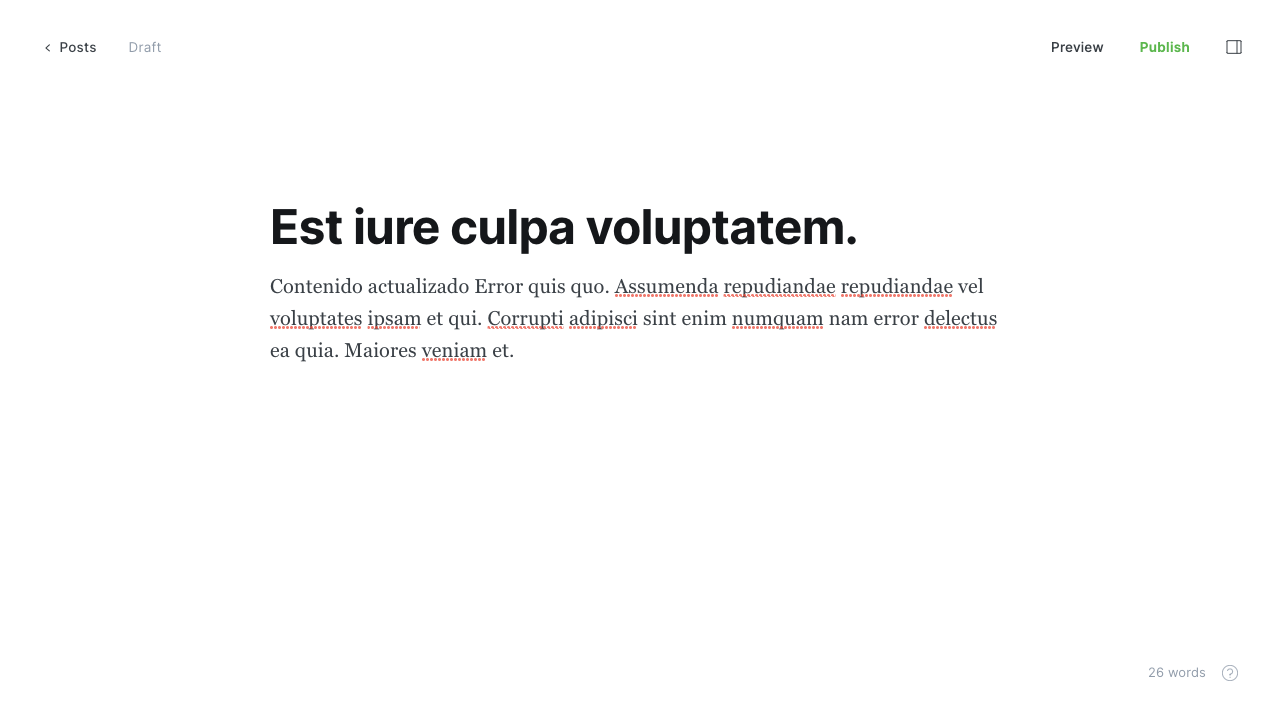 Posts
Draft
Preview
Publish
Est iure culpa voluptatem.
Contenido actualizado Error quis quo. Assumenda repudiandae repudiandae vel
voluptates ipsam et qui. Corrupti adipisci sint enim numquam nam error delectus
ea quia. Maiores veniam et.
26 words